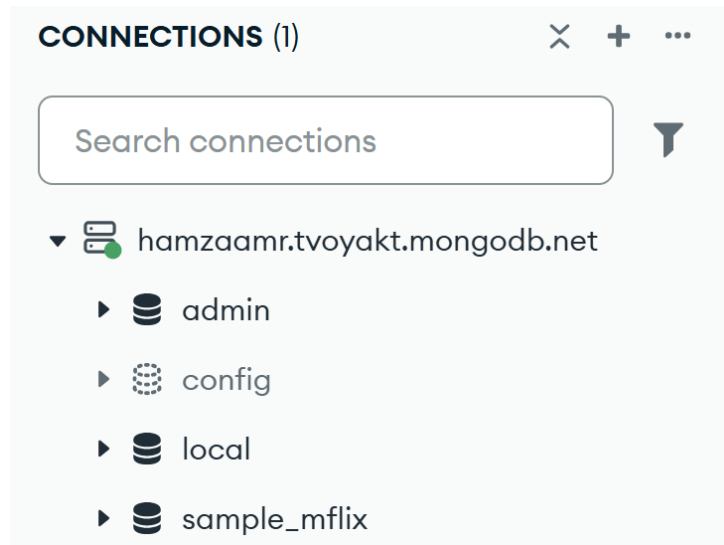 CONNECTIONS (1)
Search connections
hamzaamr.tvoyakt.mongodb.net
admin
config
local
sample_mflix